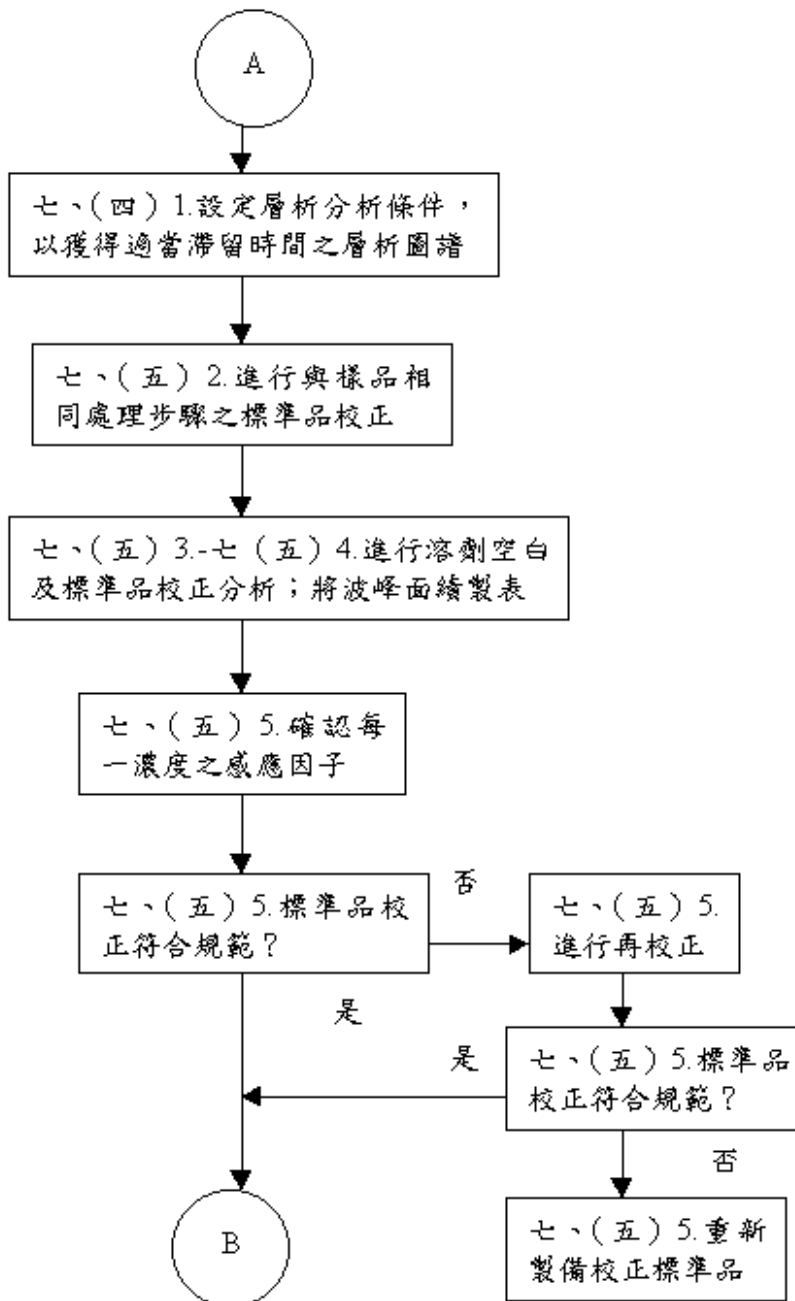 A
七、(四) 1.設定層析分析條件,
以獲得適當滯留時間之層析圖譜
七、(五) 2.進行與樣品相
同處理步驟之標準品校正
七、(五) 3.-七 (五) 4.進行溶劑空白
及標準品校正分析;將波峰面績製表
七、(五) 5.確認每
一濃度之感應因子
七、(五) 5.標準品校
正符合規範?
否
七、(五) 5.
進行再校正
是
是
七、(五) 5.標準品
校正符合規範?
否
七、(五) 5.重新
製備校正標準品
B